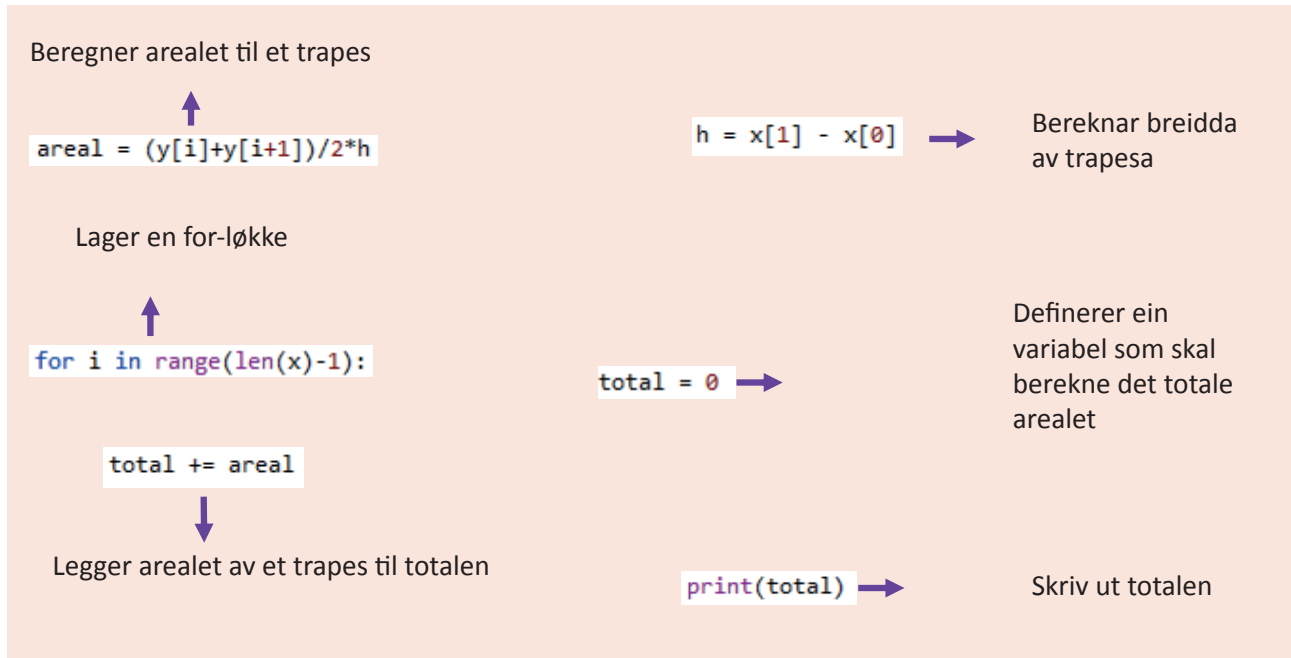 Beregner arealet til et trapes
areal = (y[i]+y[i+1])/2*h
Lager en for-løkke
for i in range(len(x)-1):
total += areal
Legger arealet av et trapes til totalen
h = x[1] - x[0]
Bereknar breidda
av trapesa
total = 0
Definerer ein
variabel som skal
berekne det totale
arealet
print(total)
Skriv ut totalen